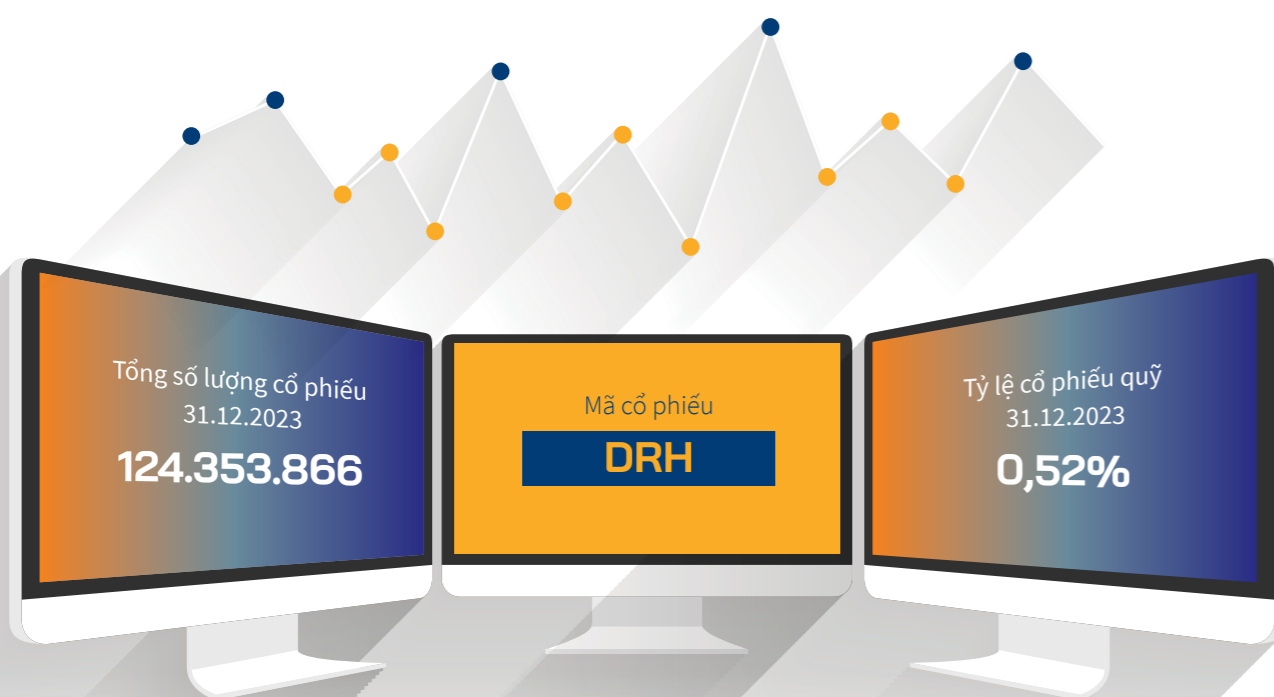 Tổng số lượng cổ phiếu
31.12.2023
124.353.866
Mã cổ phiếu
DRH
Tỷ lệ cổ phiếu quỹ
31.12.2023
0,52%